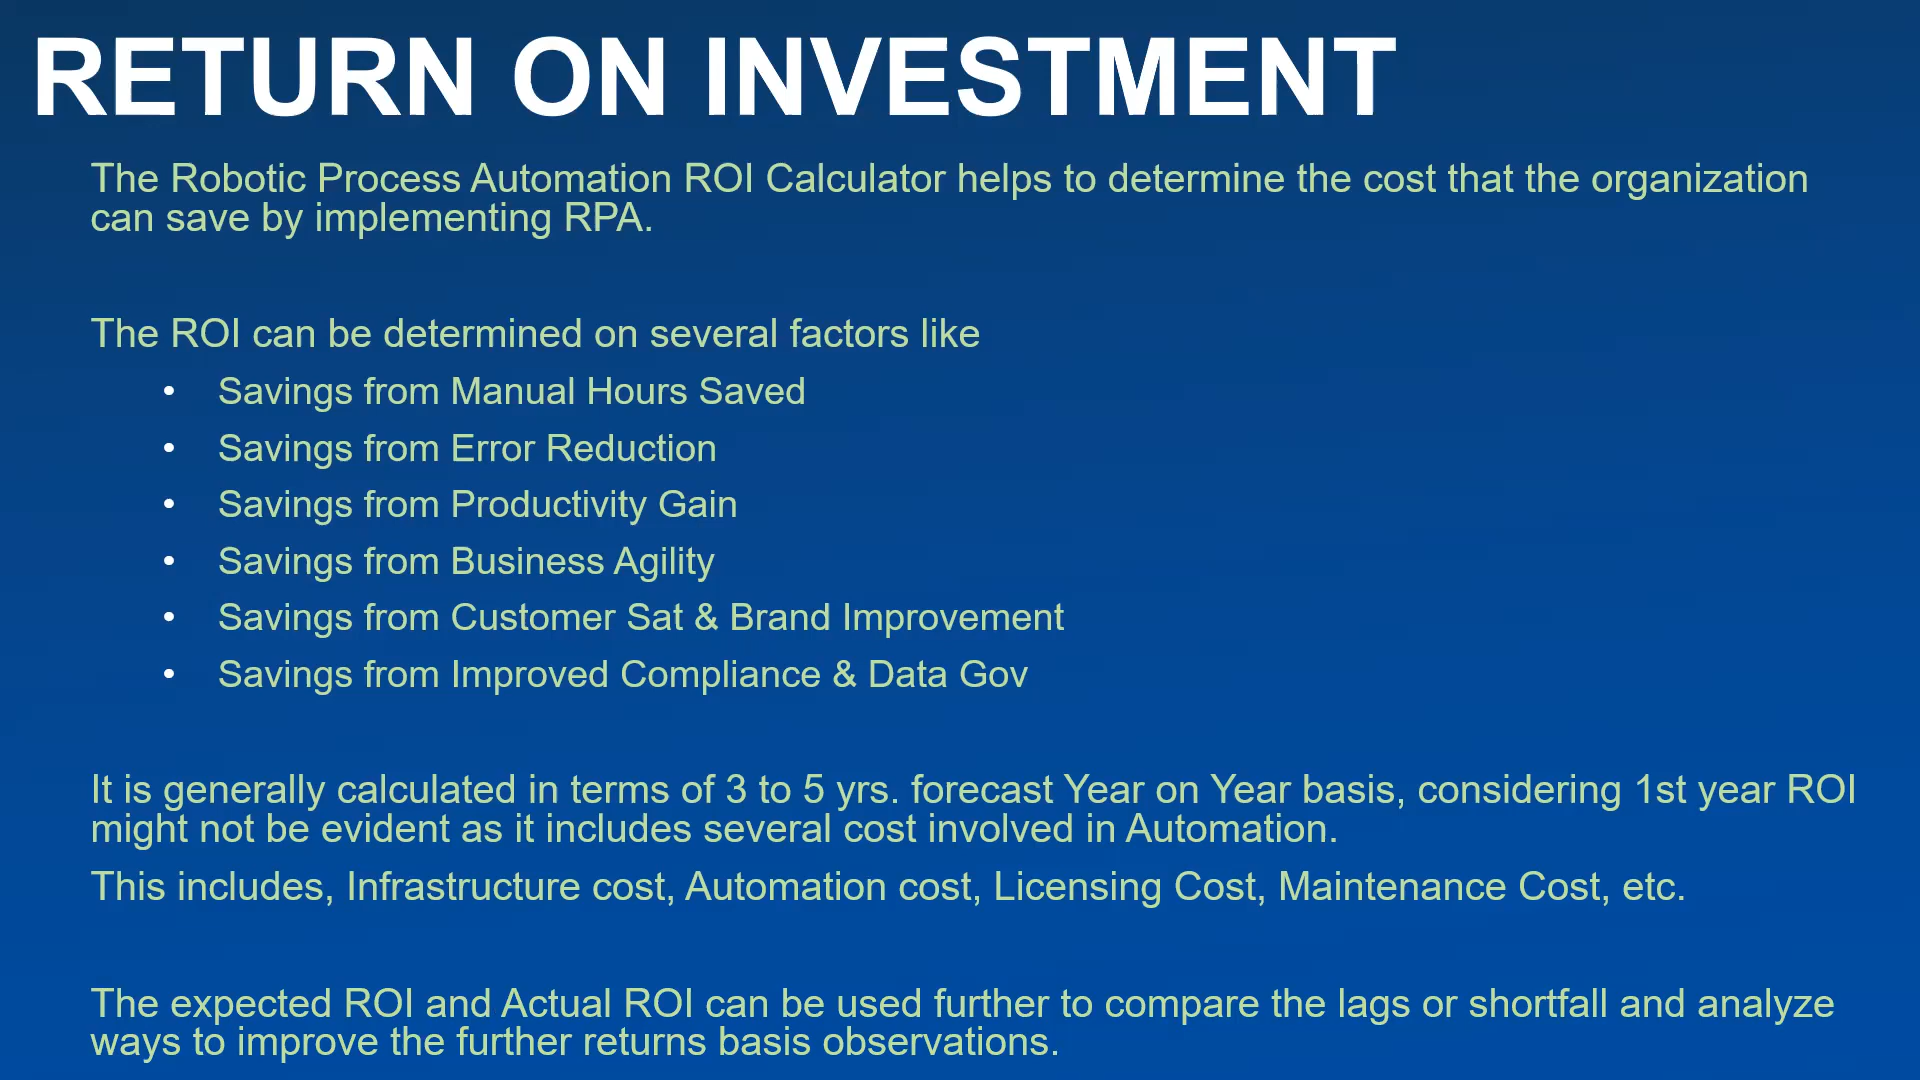 RETURN ON INVESTMENT
The Robotic Process Automation ROI Calculator helps to determine the cost that the organization
can save by implementing RPA.
The ROI can be determined on several factors like
• Savings from Manual Hours Saved
• Savings from Error Reduction
• Savings from Productivity Gain
• Savings from Business Agility
• Savings from Customer Sat & Brand Improvement
• Savings from Improved Compliance & Data Gov
It is generally calculated in terms of 3 to 5 yrs. forecast Year on Year basis, considering 1st year ROI
might not be evident as it includes several cost involved in Automation.
This includes, Infrastructure cost, Automation cost, Licensing Cost, Maintenance Cost, etc.
The expected ROI and Actual ROI can be used further to compare the lags or shortfall and analyze
ways to improve the further returns basis observations.